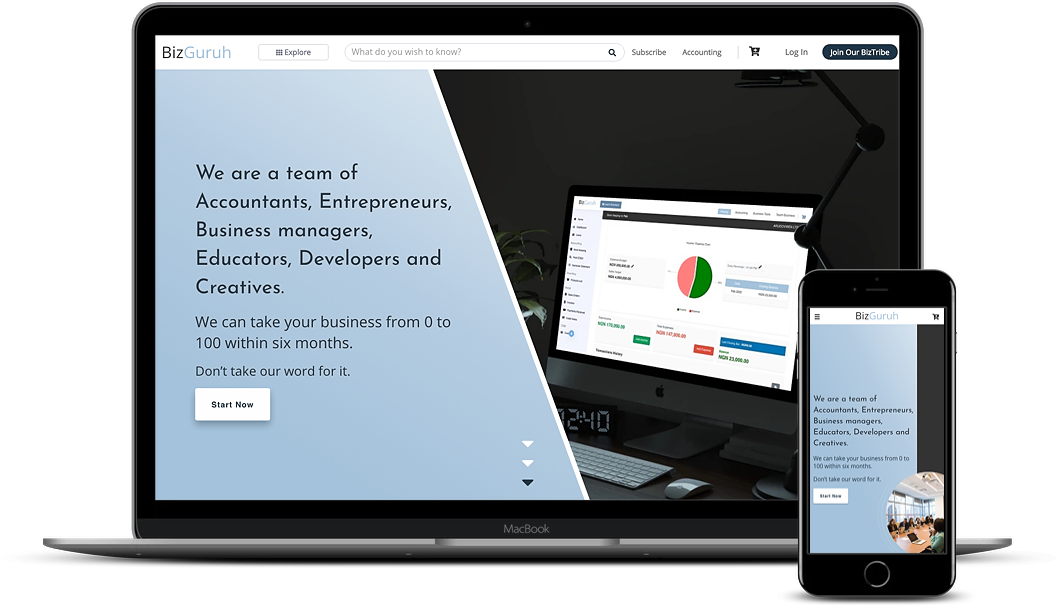 BizGuruh
Explore
What do you wish to know?
Subscribe
Accounting
Log In
Join Our BizTribe
We are a team of
Accountants, Entrepreneurs,
Business managers,
Educators, Developers and
Creatives.
We can take your business from 0 to
100 within six months.
Don't take our word for it.
Start Now
BizGuruh
NGN 170,000.00
NGN 147,000.00
NGN 23,000.00
12:40
MacBook
BizGuruh
We are a team of
Accountants, Entrepreneurs,
Business managers,
Educators, Developers and
Creatives.
We can take your business from 0 to
100 within six months.
Don't take our word for it.
Start Now